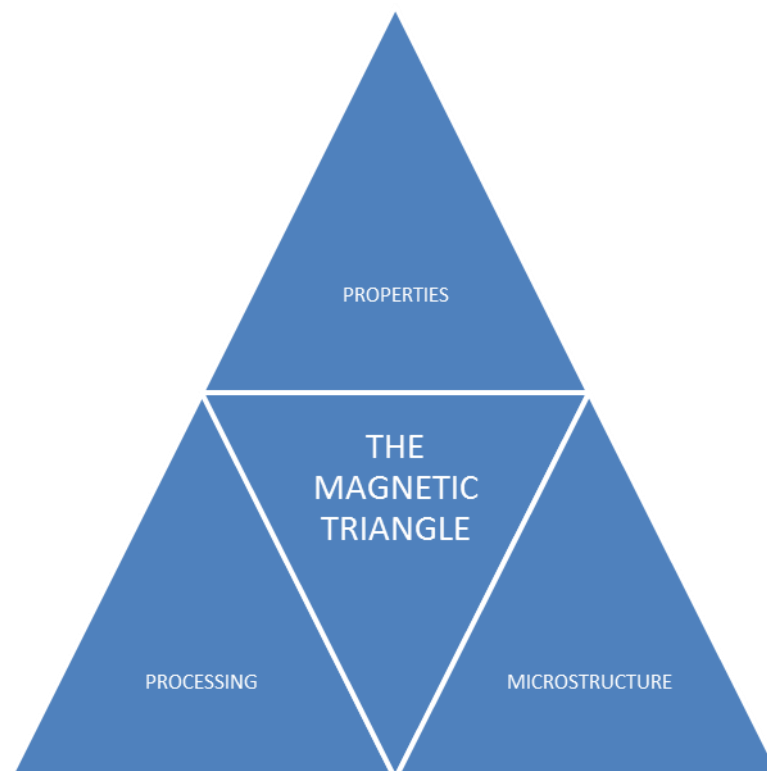 PROPERTIES
THE
MAGNETIC
TRIANGLE
PROCESSING
MICROSTRUCTURE